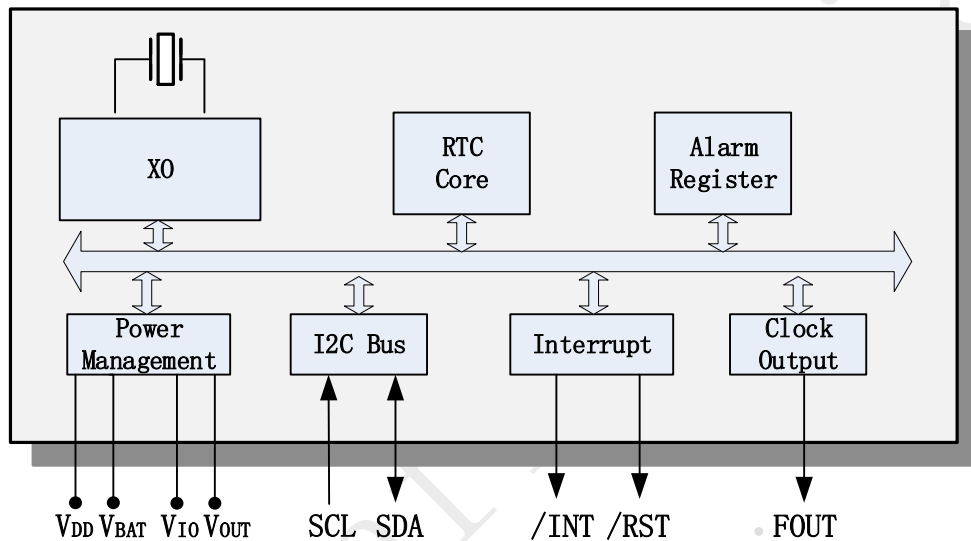 XO
RTC
Core
Alarm
Register
Power
Management
I2C Bus
Interrupt
Clock
Output
VDD VBAT VIO VOUT SCL SDA /INT /RST FOUT